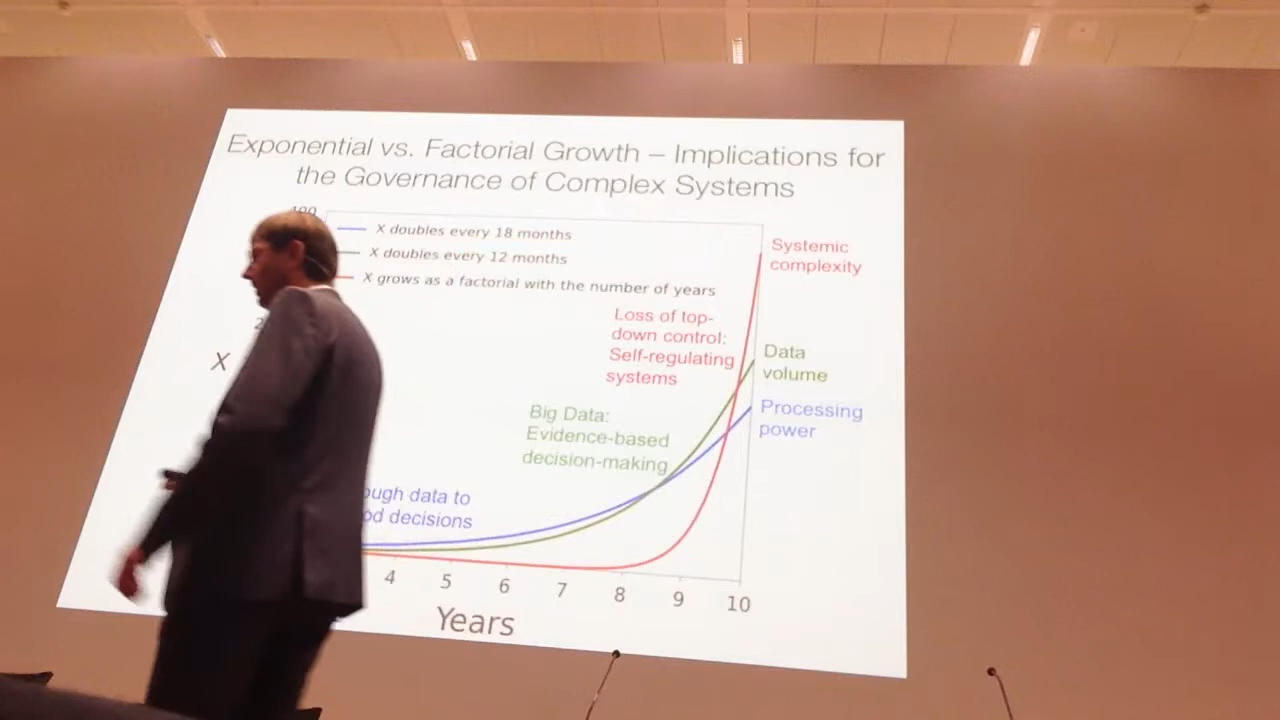 Exponential vs. Factorial Growth – Implications for
the Governance of Complex Systems
100
X doubles every 18 months
X doubles every 12 months
X grows as a factorial with the number of years
Systemic
complexity
Loss of top-
down control:
Self-regulating
systems
2
X
Data
volume
Big Data:
Evidence-based
decision-making
Processing
power
data to
decisions
4 5 6 7 8 9 10
Years